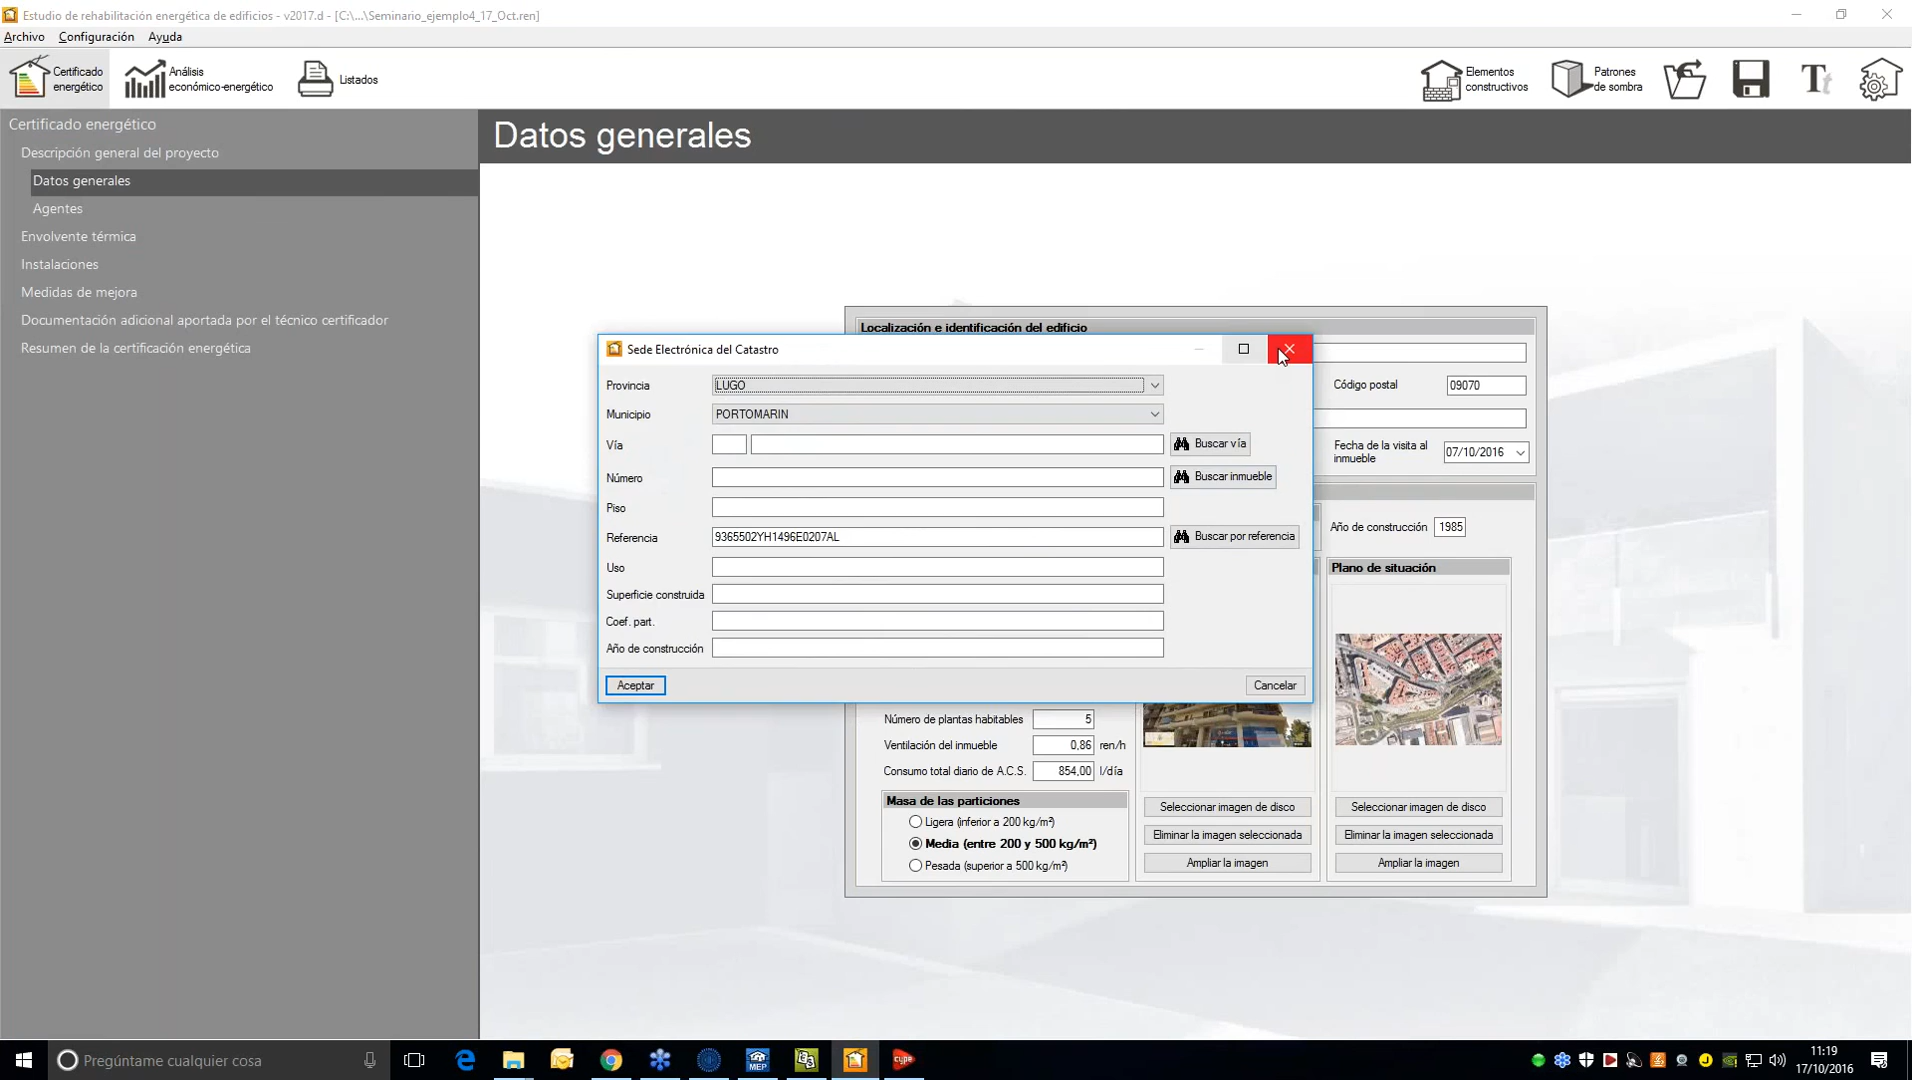 Estudio de rehabilitación energética de edificios - v2017.d - [C:\...\Seminario_ejemplo4_17_Oct.ren]
Archivo Configuración Ayuda
Certificado energético
Análisis económico-energético
Listados
Elementos constructivos
Patrones de sombra
Certificado energético
Descripción general del proyecto
Datos generales
Agentes
Envolvente térmica
Instalaciones
Medidas de mejora
Documentación adicional aportada por el técnico certificador
Resumen de la certificación energética
Datos generales
Localización e identificación del edificio
Código postal 09070
Fecha de la visita al inmueble 07/10/2016
Año de construcción 1985
Plano de situación
Sede Electrónica del Catastro
Provincia LUGO
Municipio PORTOMARIN
Vía Buscar vía
Número Buscar inmueble
Piso
Referencia 9365502YH1496E0207AL Buscar por referencia
Uso
Superficie construida
Coef. part.
Año de construcción
Aceptar Cancelar
Número de plantas habitables 5
Ventilación del inmueble 0,86 ren/h
Consumo total diario de A.C.S. 854,00 l/día
Masa de las particiones
Ligera (inferior a 200 kg/m²)
Media (entre 200 y 500 kg/m²)
Pesada (superior a 500 kg/m²)
Seleccionar imagen de disco Seleccionar imagen de disco
Eliminar la imagen seleccionada Eliminar la imagen seleccionada
Ampliar la imagen Ampliar la imagen
Pregúntame cualquier cosa
MEP
cype
11:19
17/10/2016